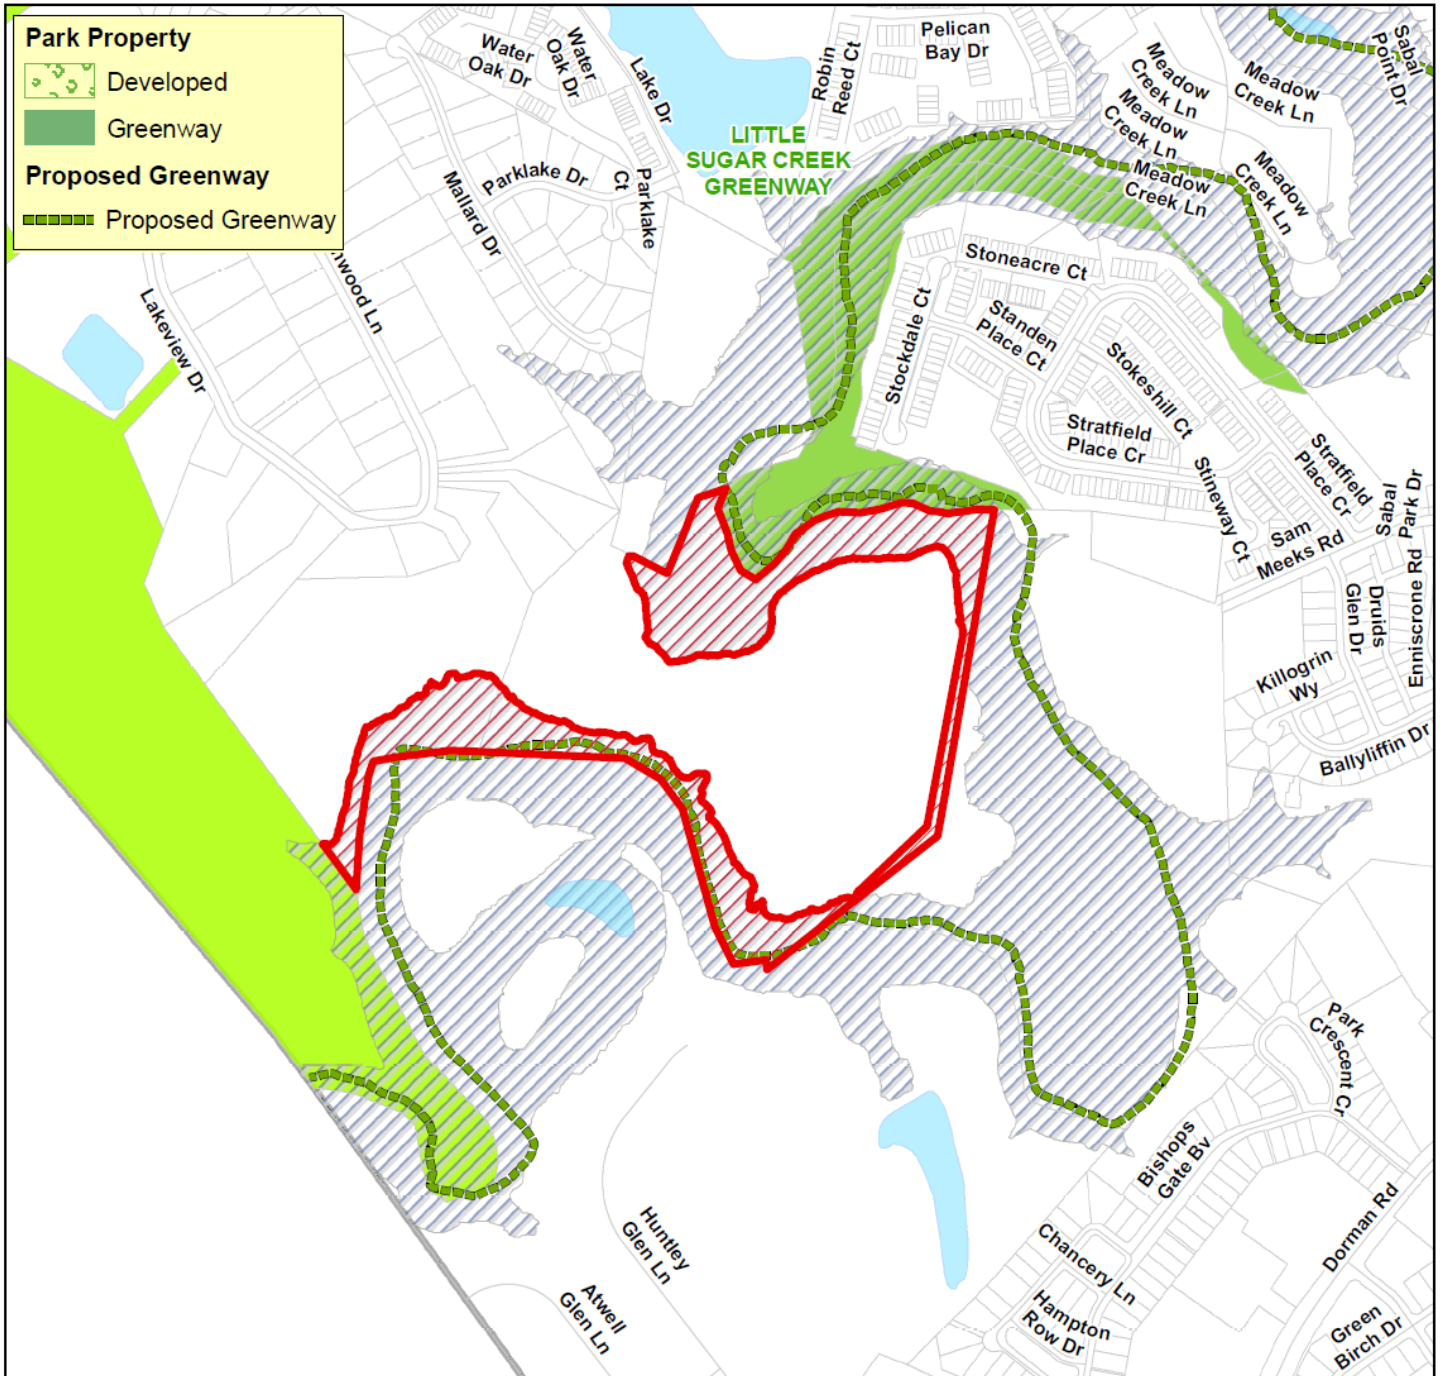 Park Property
Developed
Greenway
Proposed Greenway
Proposed Greenway
Water
Oak Dr
Water
Oak Dr
Lake Dr
Robin
Reed Ct
Pelican
Bay Dr
Meadow
Creek Ln
Meadow
Creek Ln
Meadow
Creek Ln
Sabal
Point Dr
LITTLE
SUGAR CREEK
GREENWAY
Meadow
Creek Ln
Meadow
Creek Ln
Mallard Dr
Parklake Dr
Parklake
Ct
nwood Ln
Lakeview Dr
Stoneacre Ct
Stockdale Ct
Standen
Place Ct
Stokeshill Ct
Stratfield
Place Cr
Stratfield
Place Cr
Stineway Ct
Sam
Meeks Rd
Sabal
Park Dr
Druids
Glen Dr
Enniscrone Rd
Killogrin
Wy
Ballyliffin Dr
Park
Crescent Cr
Bishops
Gate Bv
Dorman Rd
Chancery Ln
Hampton
Row Dr
Green
Birch Dr
Huntley
Glen Ln
Atwell
Glen Ln